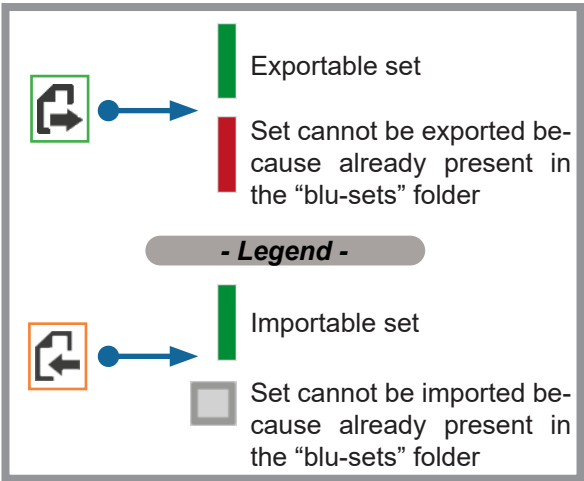 Exportable set
Set cannot be exported be-
cause already present in
the “blu-sets” folder
- Legend -
Importable set
Set cannot be imported be-
cause already present in
the “blu-sets” folder